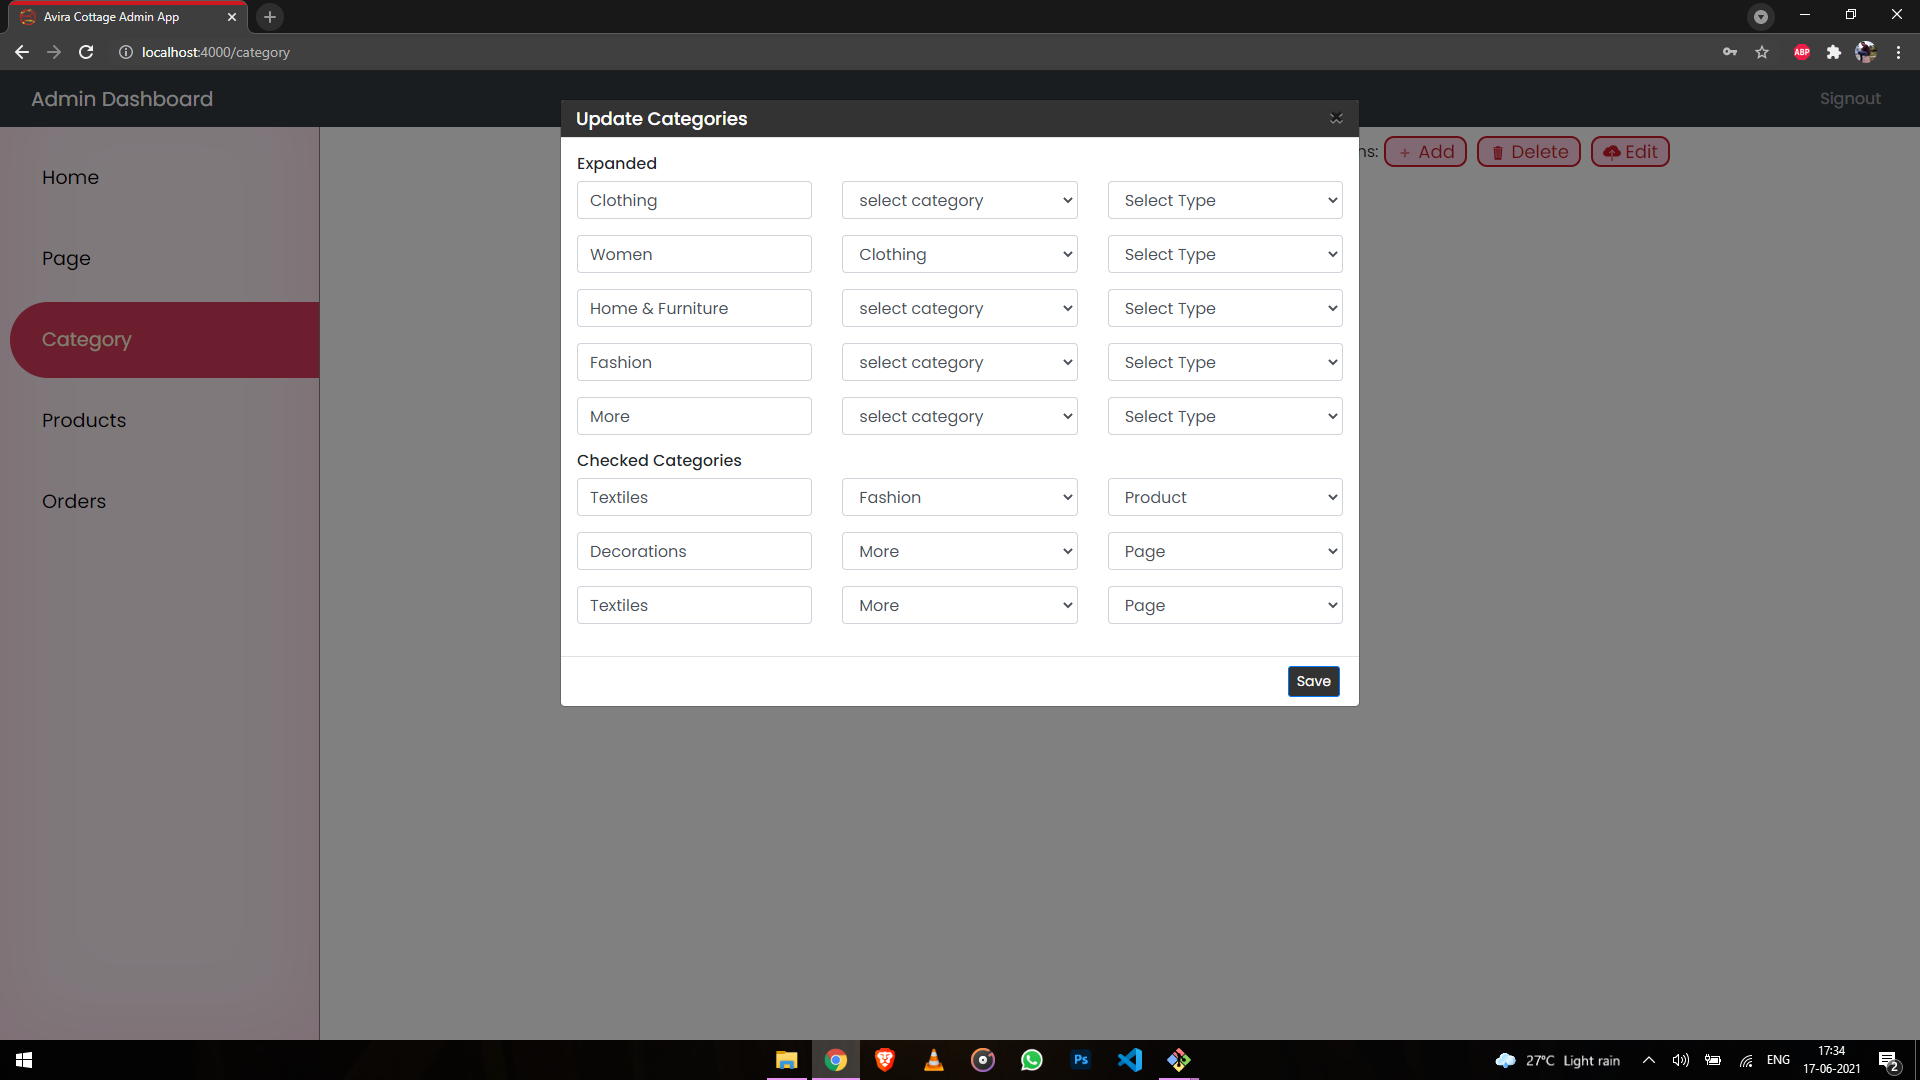 Avira Cottage Admin App
localhost:4000/category
ABP
Admin Dashboard
Signout
Update Categories
ns: + Add Delete Edit
Home
Page
Category
Products
Orders
Expanded
Clothing select category Select Type
Women Clothing Select Type
Home & Furniture select category Select Type
Fashion select category Select Type
More select category Select Type
Checked Categories
Textiles Fashion Product
Decorations More Page
Textiles More Page
Save
Ps
27°C Light rain
ENG
17:34
17-06-2021
2